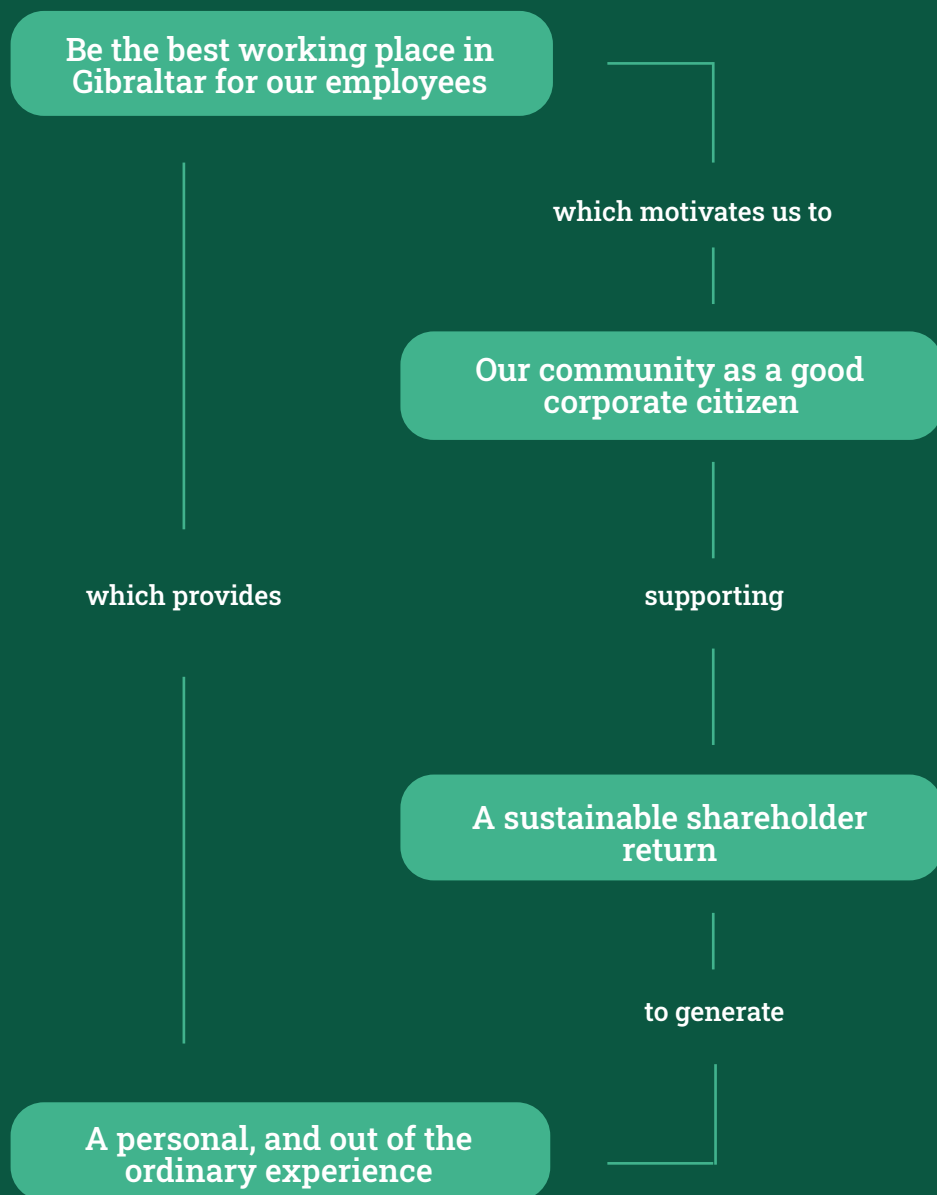 Be the best working place in
Gibraltar for our employees
which motivates us to
Our community as a good
corporate citizen
which provides
supporting
A sustainable shareholder
return
to generate
A personal, and out of the
ordinary experience